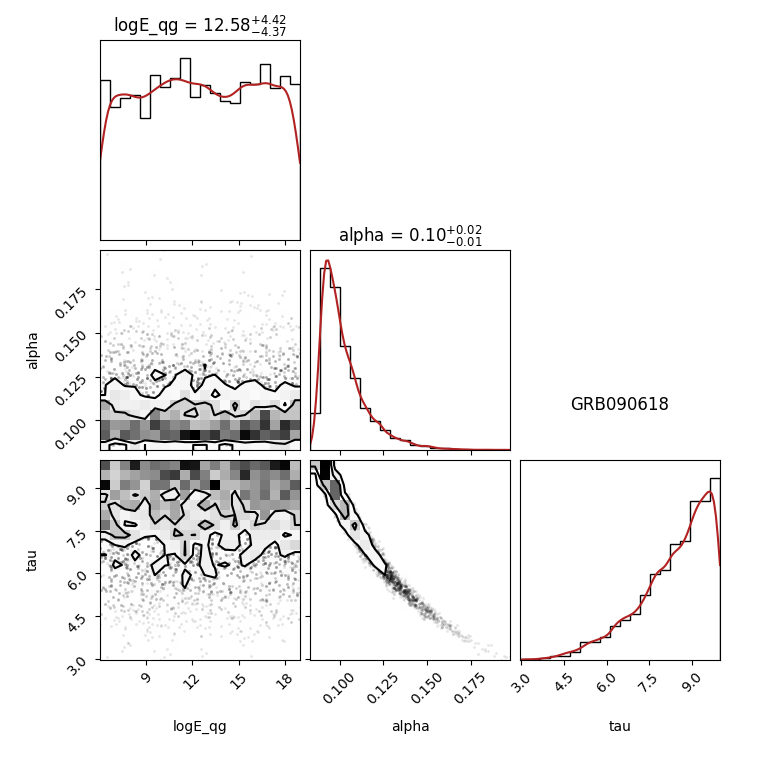 logE_qg = 12.58+4.42 −4.37
alpha = 0.10+0.02 −0.01
alpha
0.175
0.150
0.125
0.100
GRB090618
tau
9.0
7.5
6.0
4.5
3.0
9 12 15 18
0.100 0.125 0.150 0.175
3.0 4.5 6.0 7.5 9.0
logE_qg
alpha
tau